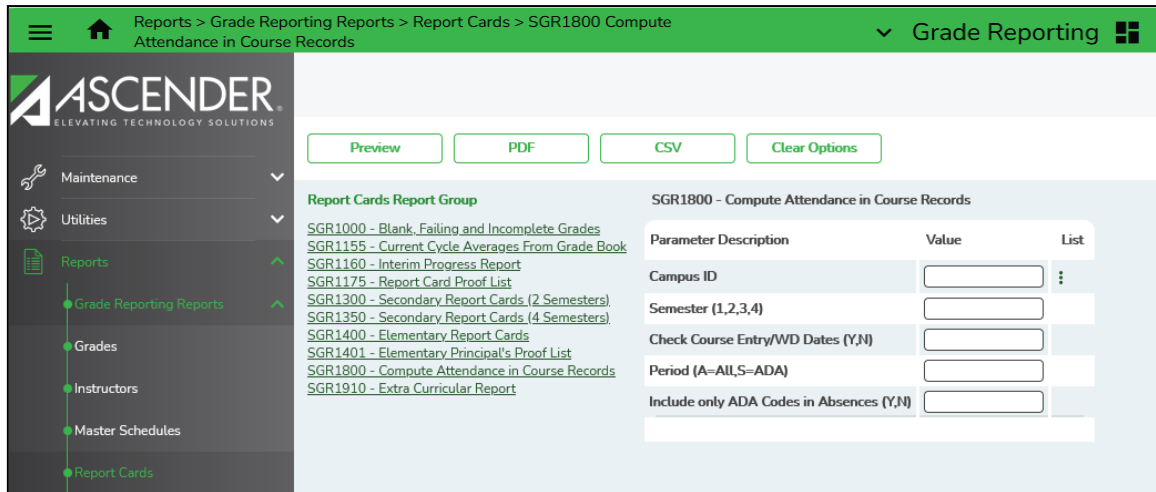 Reports > Grade Reporting Reports > Report Cards > SGR1800 Compute
Attendance in Course Records
Grade Reporting
ASCENDER.
ELEVATING TECHNOLOGY SOLUTIONS
Maintenance
Utilities
Reports
Grade Reporting Reports
Grades
Instructors
Master Schedules
Report Cards
Preview
PDF
CSV
Clear Options
Report Cards Report Group
SGR1000 - Blank, Failing and Incomplete Grades
SGR1155 - Current Cycle Averages From Grade Book
SGR1160 - Interim Progress Report
SGR1175 - Report Card Proof List
SGR1300 - Secondary Report Cards (2 Semesters)
SGR1350 - Secondary Report Cards (4 Semesters)
SGR1400 - Elementary Report Cards
SGR1401 - Elementary Principal's Proof List
SGR1800 - Compute Attendance in Course Records
SGR1910 - Extra Curricular Report
SGR1800 - Compute Attendance in Course Records
Parameter Description Value List
Campus ID
Semester (1,2,3,4)
Check Course Entry/WD Dates (Y,N)
Period (A=All,S=ADA)
Include only ADA Codes in Absences (Y,N)